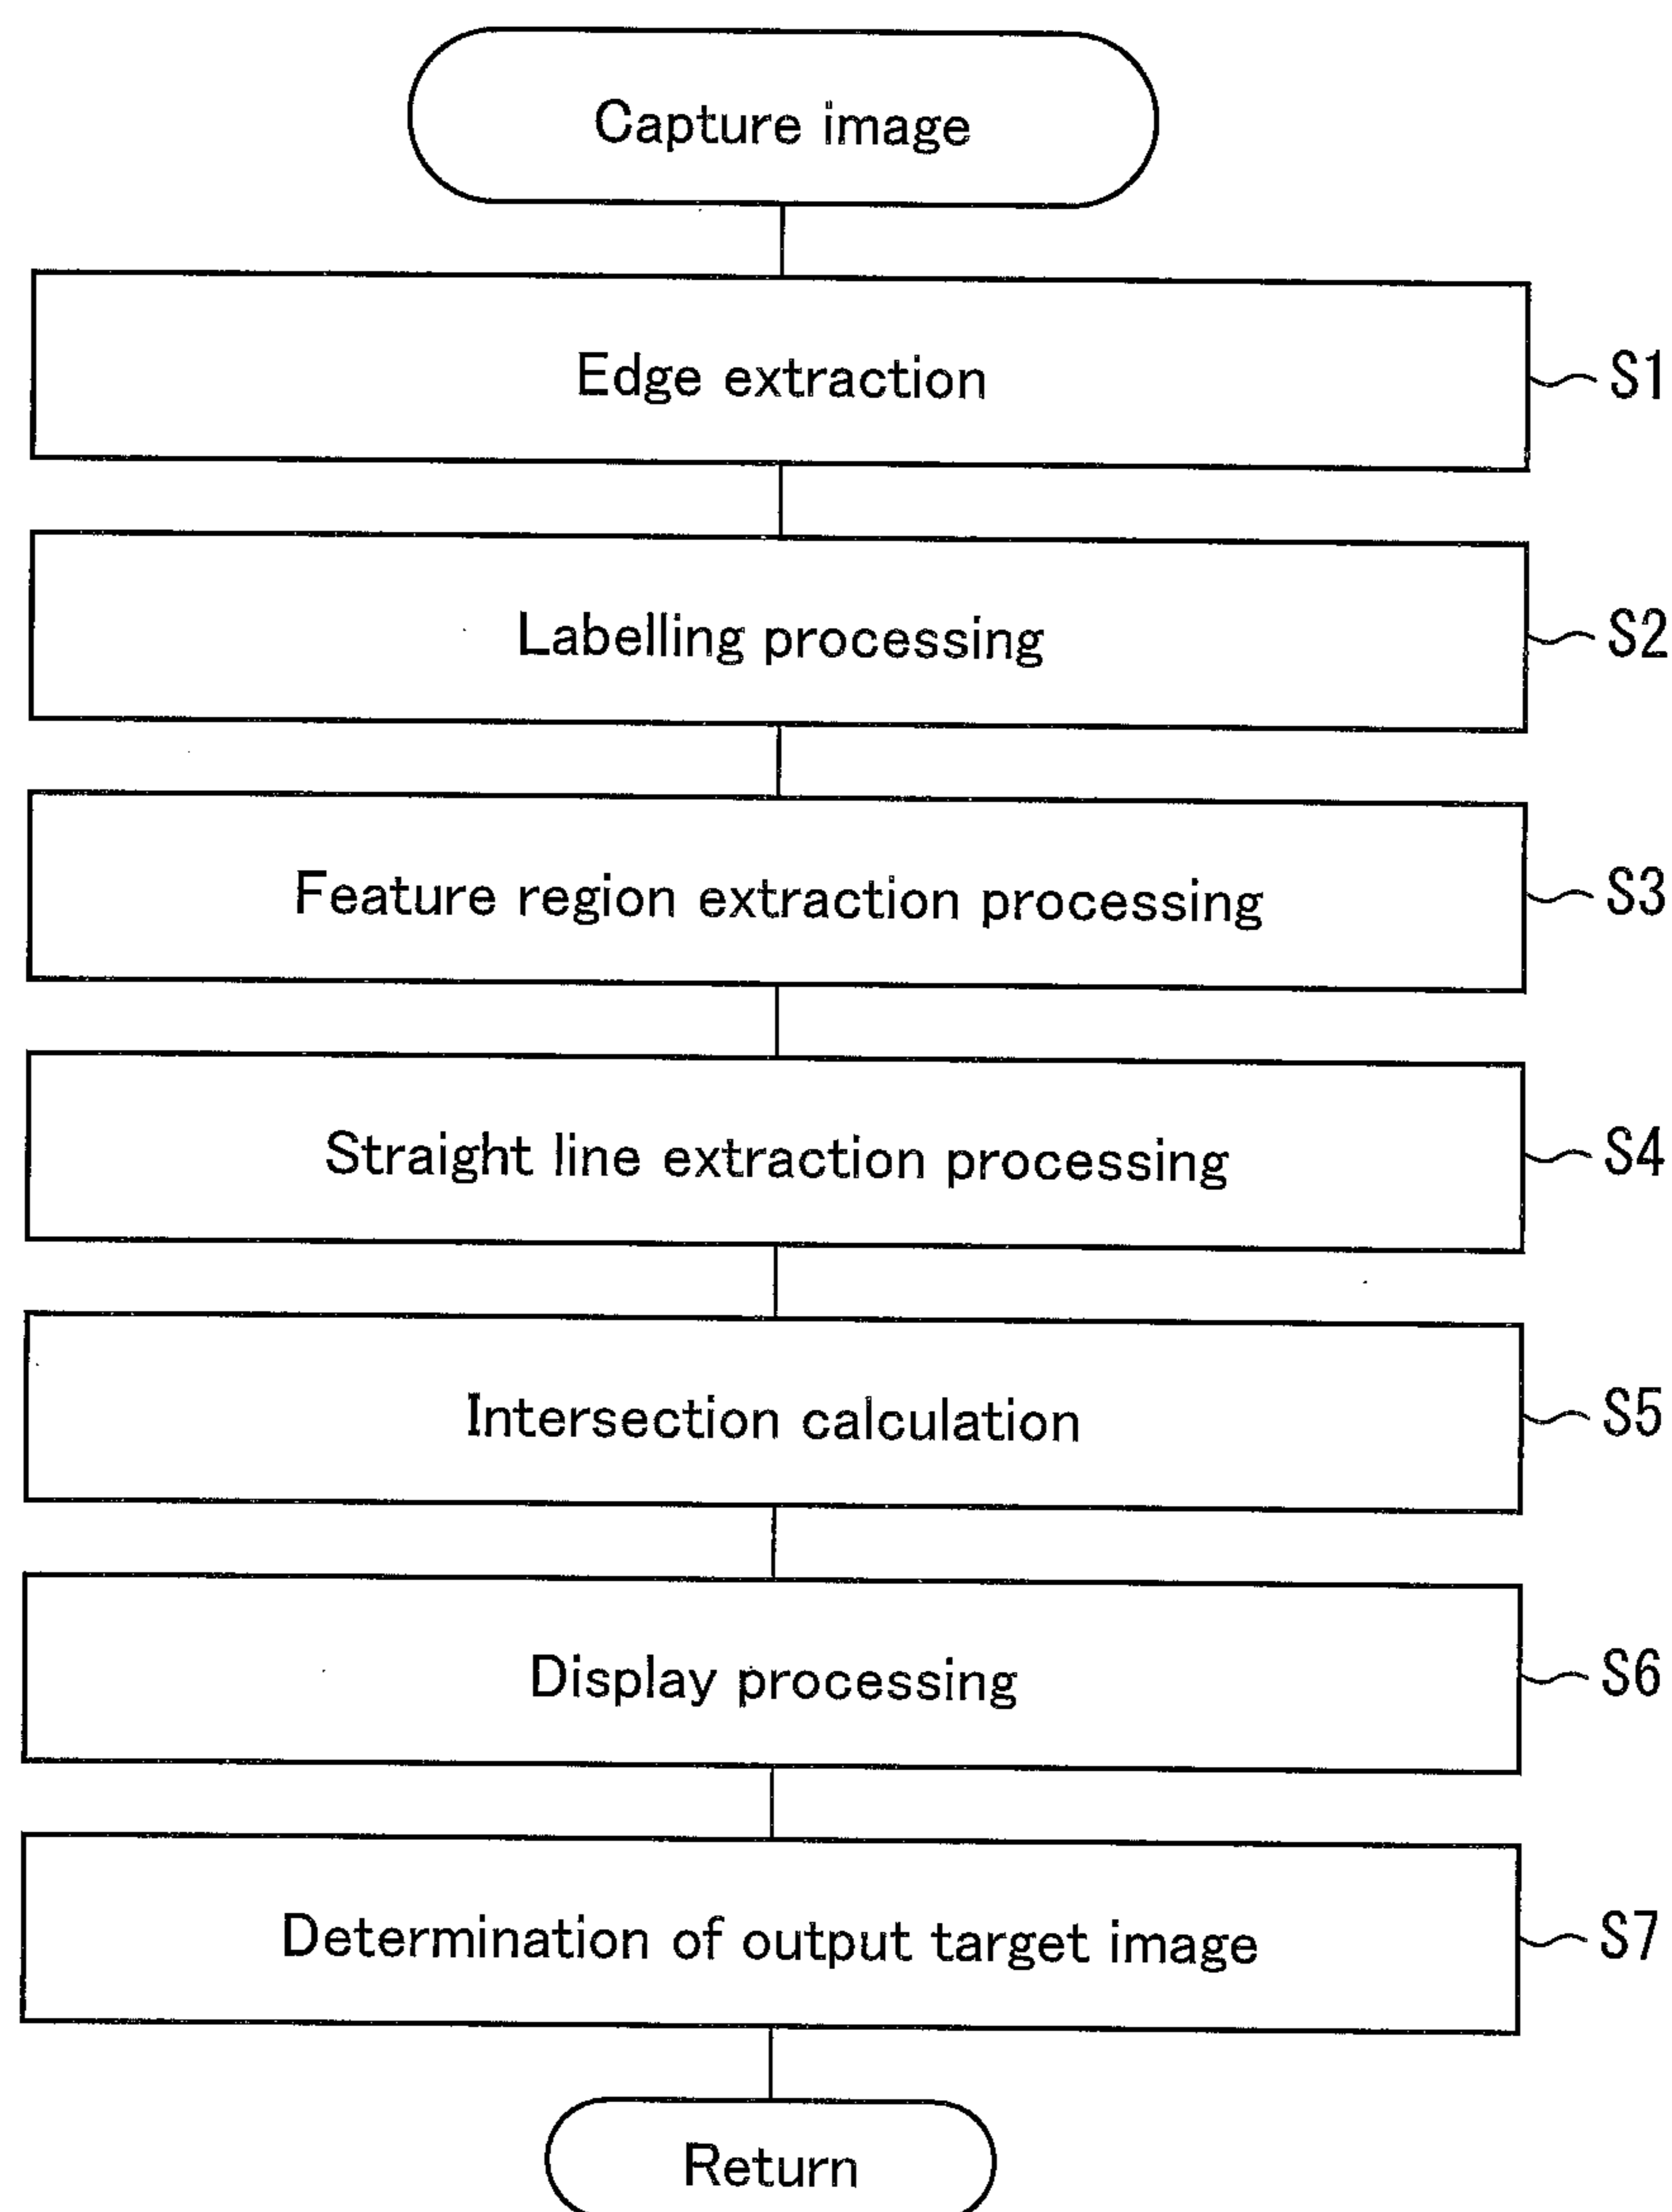 Capture image
Edge extraction
S1
Labelling processing
S2
Feature region extraction processing
S3
Straight line extraction processing
S4
Intersection calculation
S5
Display processing
S6
Determination of output target image
S7
Return